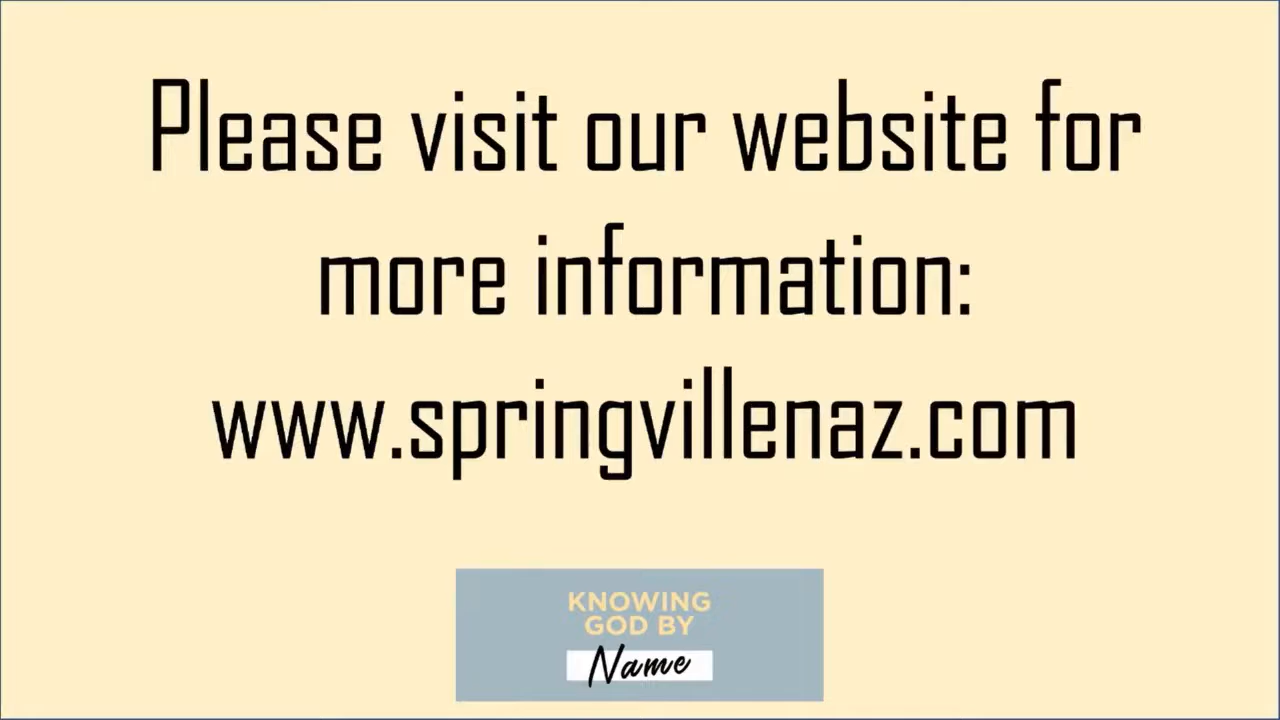 Please visit our website for
more information:
www.springvillenaz.com
KNOWING
GOD BY
Name